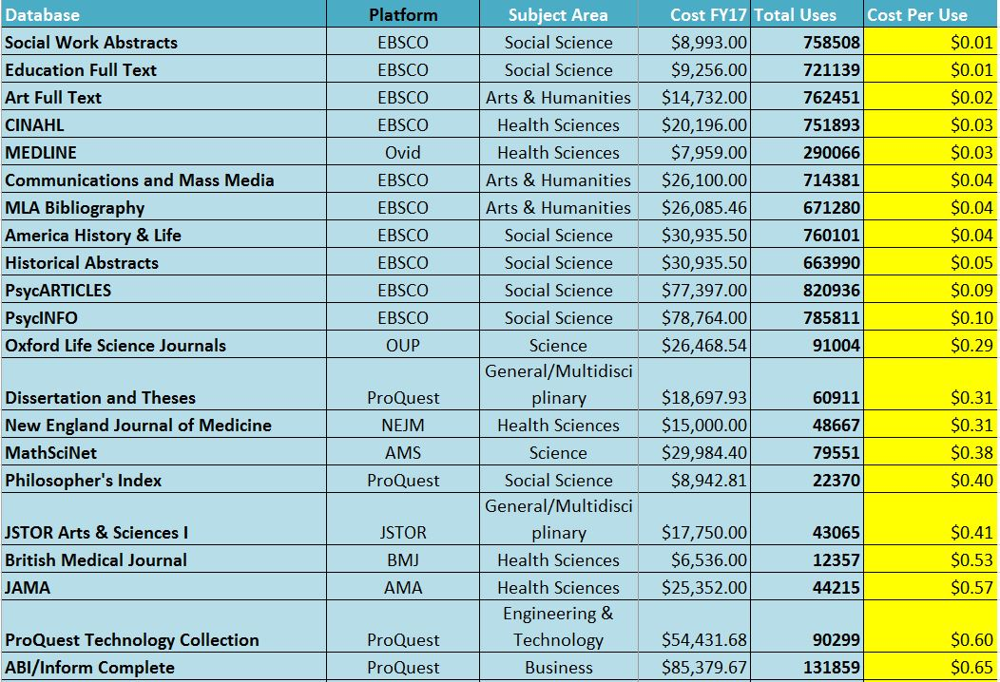 Database Platform Subject Area Cost FY17 Total Uses Cost Per Use
Social Work Abstracts EBSCO Social Science $8,993.00 758508 $0.01
Education Full Text EBSCO Social Science $9,256.00 721139 $0.01
Art Full Text EBSCO Arts & Humanities $14,732.00 762451 $0.02
CINAHL EBSCO Health Sciences $20,196.00 751893 $0.03
MEDLINE Ovid Health Sciences $7,959.00 290066 $0.03
Communications and Mass Media EBSCO Arts & Humanities $26,100.00 714381 $0.04
MLA Bibliography EBSCO Arts & Humanities $26,085.46 671280 $0.04
America History & Life EBSCO Social Science $30,935.50 760101 $0.04
Historical Abstracts EBSCO Social Science $30,935.50 663990 $0.05
PsycARTICLES EBSCO Social Science $77,397.00 820936 $0.09
PsycINFO EBSCO Social Science $78,764.00 785811 $0.10
Oxford Life Science Journals OUP Science $26,468.54 91004 $0.29
General/Multidisci
Dissertation and Theses ProQuest plinary $18,697.93 60911 $0.31
New England Journal of Medicine NEJM Health Sciences $15,000.00 48667 $0.31
MathSciNet AMS Science $29,984.40 79551 $0.38
Philosopher's Index ProQuest Social Science $8,942.81 22370 $0.40
General/Multidisci
JSTOR Arts & Sciences I JSTOR plinary $17,750.00 43065 $0.41
British Medical Journal BMJ Health Sciences $6,536.00 12357 $0.53
JAMA AMA Health Sciences $25,352.00 44215 $0.57
Engineering &
ProQuest Technology Collection ProQuest Technology $54,431.68 90299 $0.60
ABI/Inform Complete ProQuest Business $85,379.67 131859 $0.65